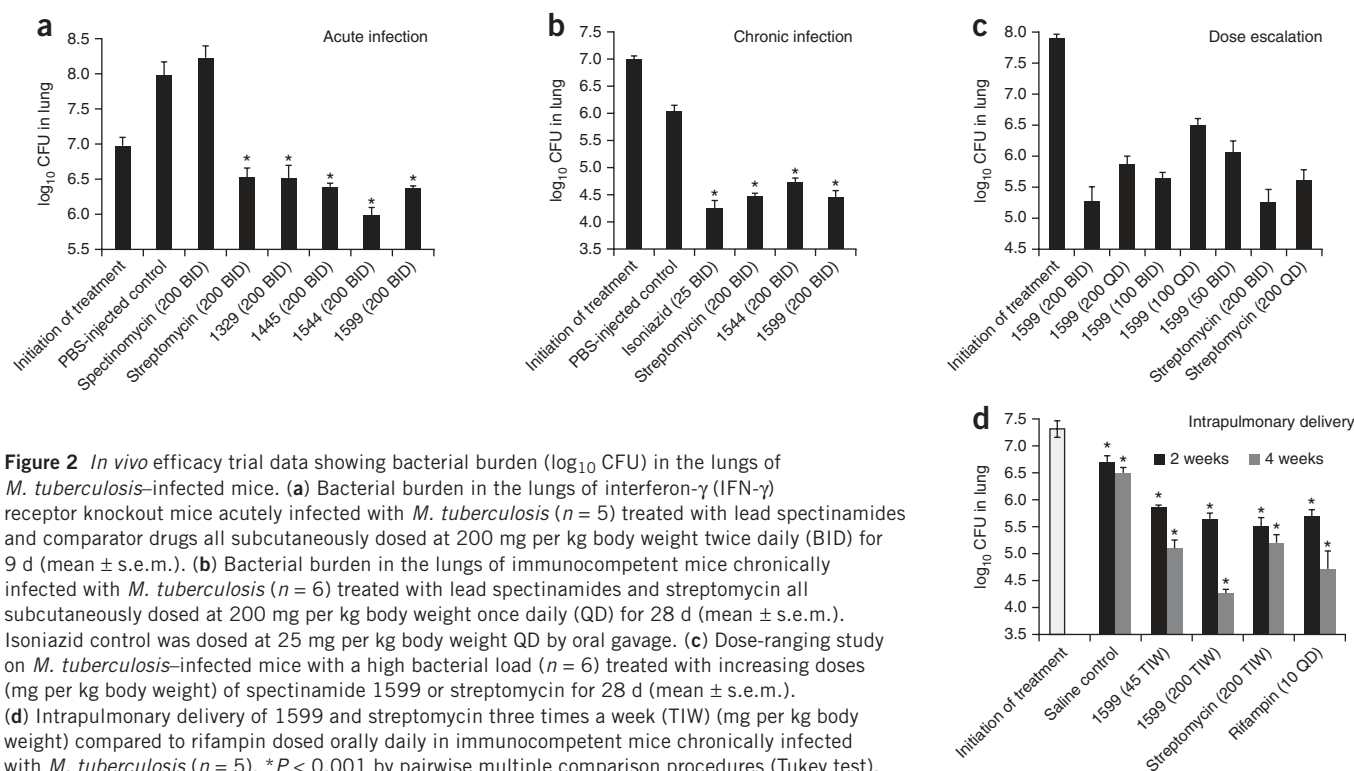 a
Acute infection
8.5
8.0
7.5
7.0
6.5
6.0
5.5
log10 CFU in lung
* * * * *
Initiation of treatment
PBS-injected control
Spectinomycin (200 BID)
Streptomycin (200 BID)
1329 (200 BID)
1445 (200 BID)
1544 (200 BID)
1599 (200 BID)
b
Chronic infection
7.5
7.0
6.5
6.0
5.5
5.0
4.5
4.0
3.5
log10 CFU in lung
* * * *
Initiation of treatment
PBS-injected control
Isoniazid (25 BID)
Streptomycin (200 BID)
1544 (200 BID)
1599 (200 BID)
c
Dose escalation
8.0
7.5
7.0
6.5
6.0
5.5
5.0
4.5
log10 CFU in lung
Initiation of treatment
1599 (200 BID)
1599 (200 QD)
1599 (100 BID)
1599 (100 QD)
1599 (50 BID)
Streptomycin (200 BID)
Streptomycin (200 QD)
d
Intrapulmonary delivery
2 weeks
4 weeks
7.5
7.0
6.5
6.0
5.5
5.0
4.5
4.0
3.5
log10 CFU in lung
* * * * * * * * * *
Initiation of treatment
Saline control
1599 (45 TIW)
1599 (200 TIW)
Streptomycin (200 TIW)
Rifampin (10 QD)
Figure 2 In vivo efficacy trial data showing bacterial burden (log10 CFU) in the lungs of
M. tuberculosis–infected mice. (a) Bacterial burden in the lungs of interferon-γ (IFN-γ)
receptor knockout mice acutely infected with M. tuberculosis (n = 5) treated with lead spectinamides
and comparator drugs all subcutaneously dosed at 200 mg per kg body weight twice daily (BID) for
9 d (mean ± s.e.m.). (b) Bacterial burden in the lungs of immunocompetent mice chronically
infected with M. tuberculosis (n = 6) treated with lead spectinamides and streptomycin all
subcutaneously dosed at 200 mg per kg body weight once daily (QD) for 28 d (mean ± s.e.m.).
Isoniazid control was dosed at 25 mg per kg body weight QD by oral gavage. (c) Dose-ranging study
on M. tuberculosis–infected mice with a high bacterial load (n = 6) treated with increasing doses
(mg per kg body weight) of spectinamide 1599 or streptomycin for 28 d (mean ± s.e.m.).
(d) Intrapulmonary delivery of 1599 and streptomycin three times a week (TIW) (mg per kg body
weight) compared to rifampin dosed orally daily in immunocompetent mice chronically infected
with M. tuberculosis (n = 5). *P < 0.001 by pairwise multiple comparison procedures (Tukey test).